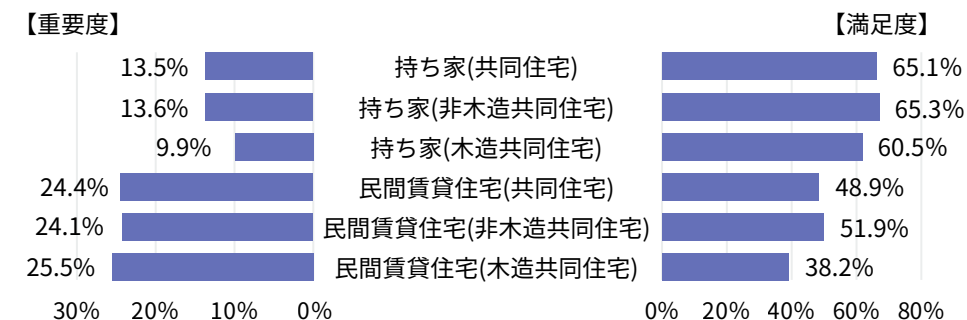 【重要度】 【満足度】
13.5% 持ち家(共同住宅) 65.1%
13.6% 持ち家(非木造共同住宅) 65.3%
9.9% 持ち家(木造共同住宅) 60.5%
24.4% 民間賃貸住宅(共同住宅) 48.9%
24.1% 民間賃貸住宅(非木造共同住宅) 51.9%
25.5% 民間賃貸住宅(木造共同住宅) 38.2%
30% 20% 10% 0% 0% 20% 40% 60% 80%